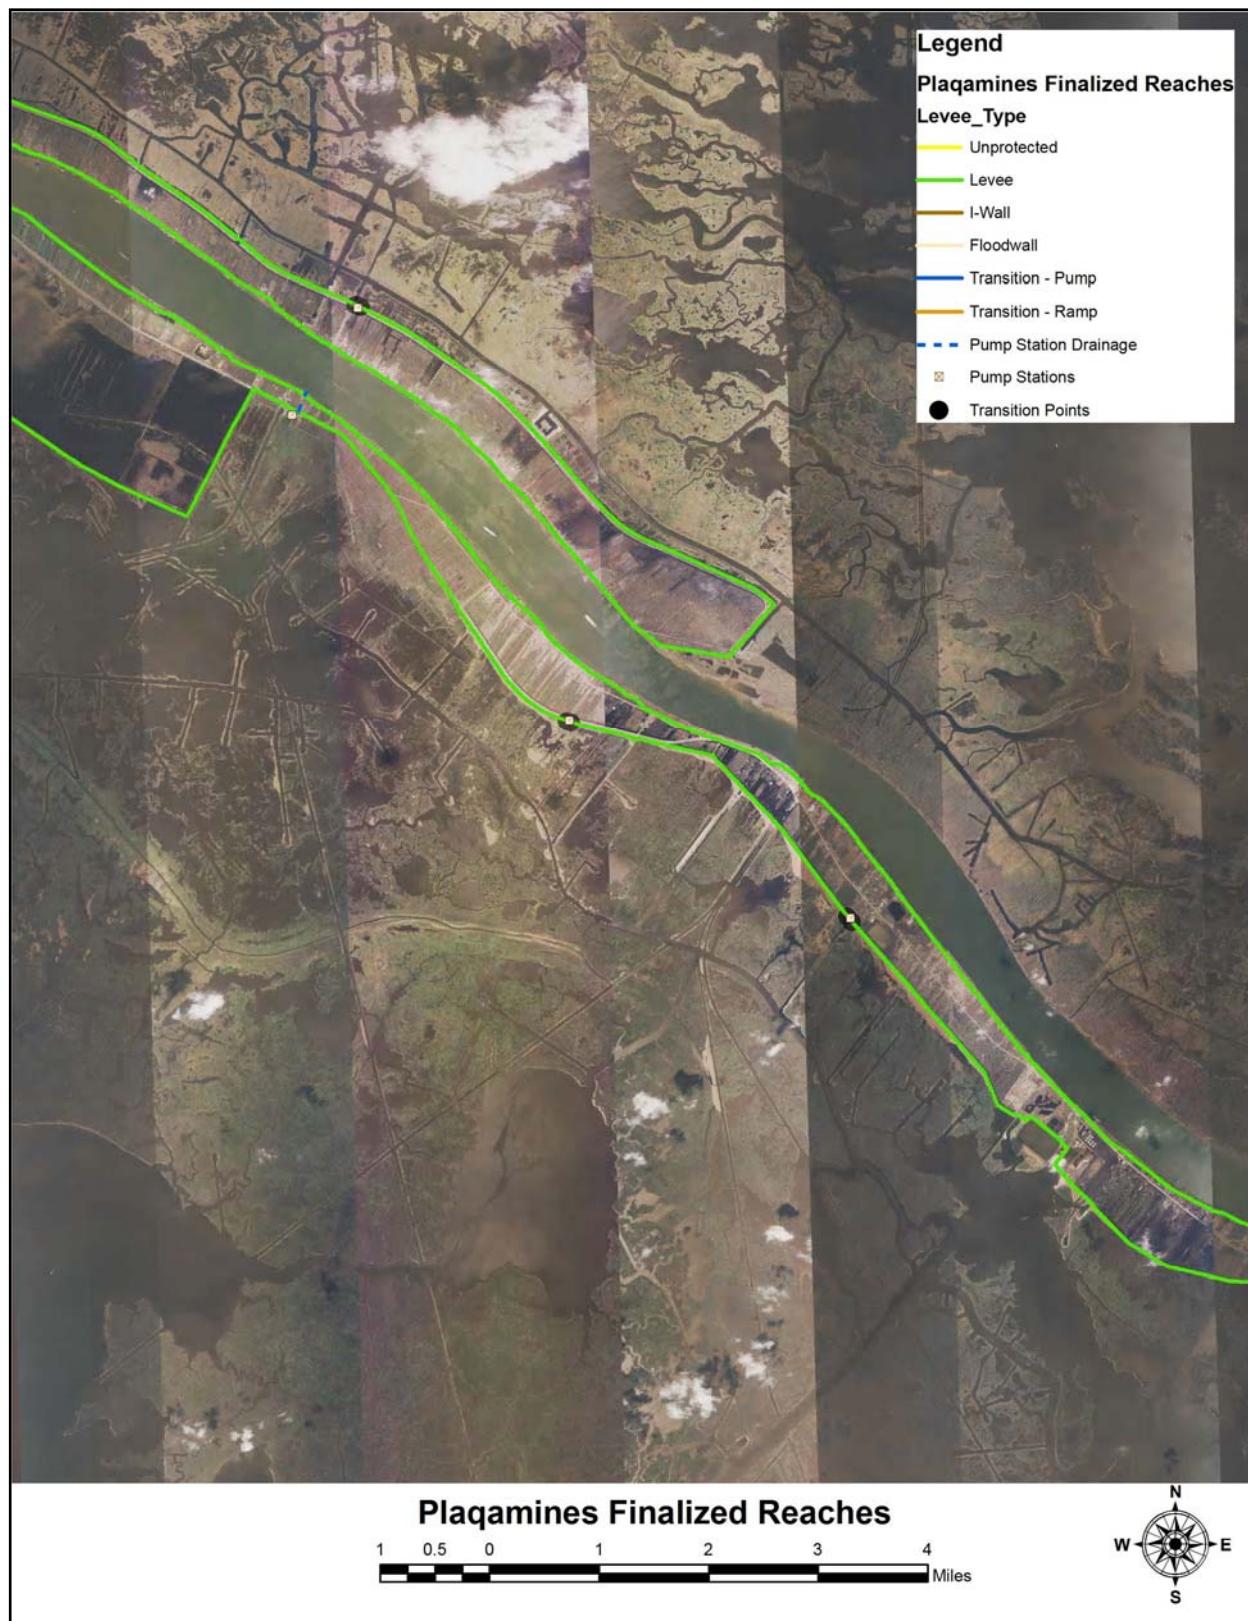 Legend
Plaqamines Finalized Reaches
Levee_Type
Unprotected
Levee
I-Wall
Floodwall
Transition - Pump
Transition - Ramp
Pump Station Drainage
Pump Stations
Transition Points
Plaqamines Finalized Reaches
1 0.5 0 1 2 3 4
Miles
N
W E
S